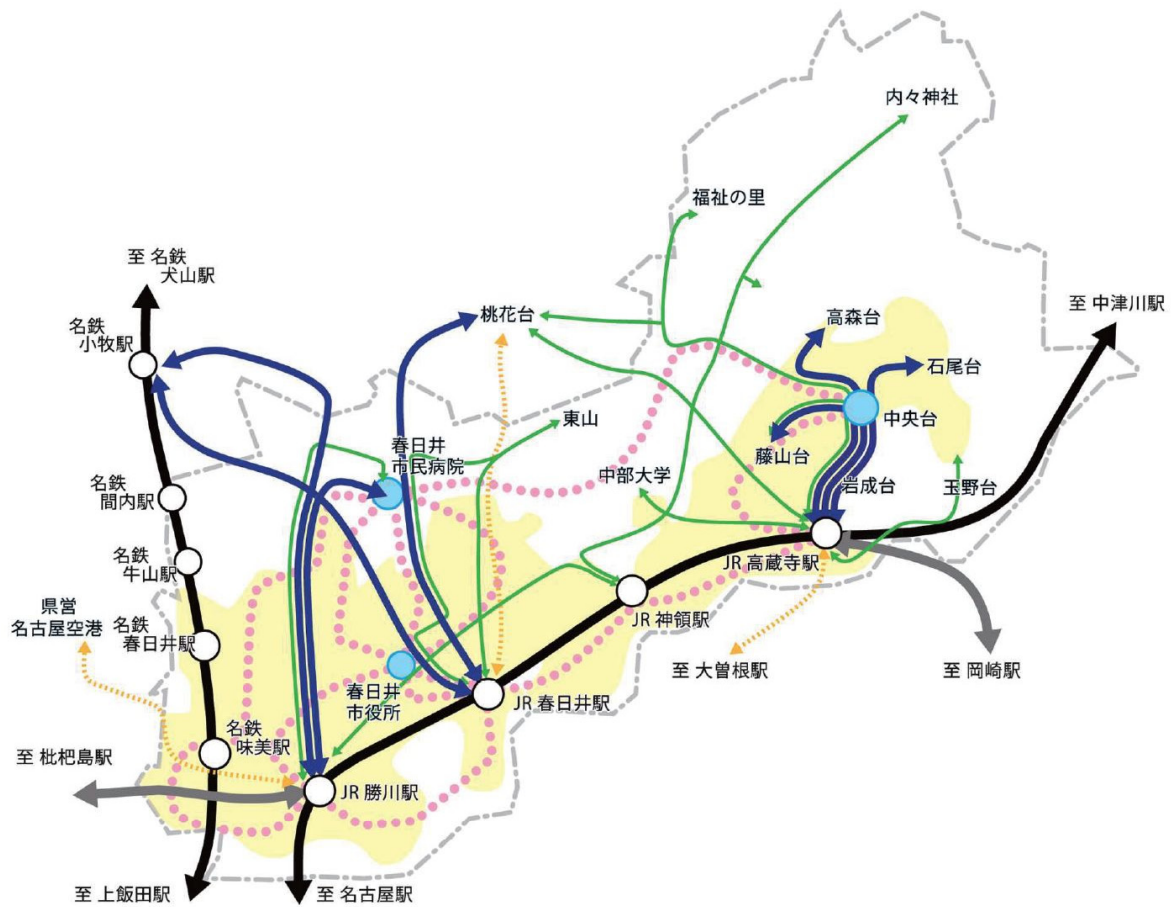 内々神社
福祉の里
至 名鉄
犬山駅
至 中津川駅
名鉄
小牧駅
桃花台
高森台
石尾台
中央台
東山
藤山台
春日井
市民病院
中部大学
岩成台
玉野台
名鉄
間内駅
JR 高蔵寺駅
名鉄
牛山駅
県営
名古屋空港
名鉄
春日井駅
JR 神領駅
至 大曽根駅
至 岡崎駅
春日井
市役所
JR 春日井駅
名鉄
味美駅
至 枇杷島駅
JR 勝川駅
至 上飯田駅
至 名古屋駅